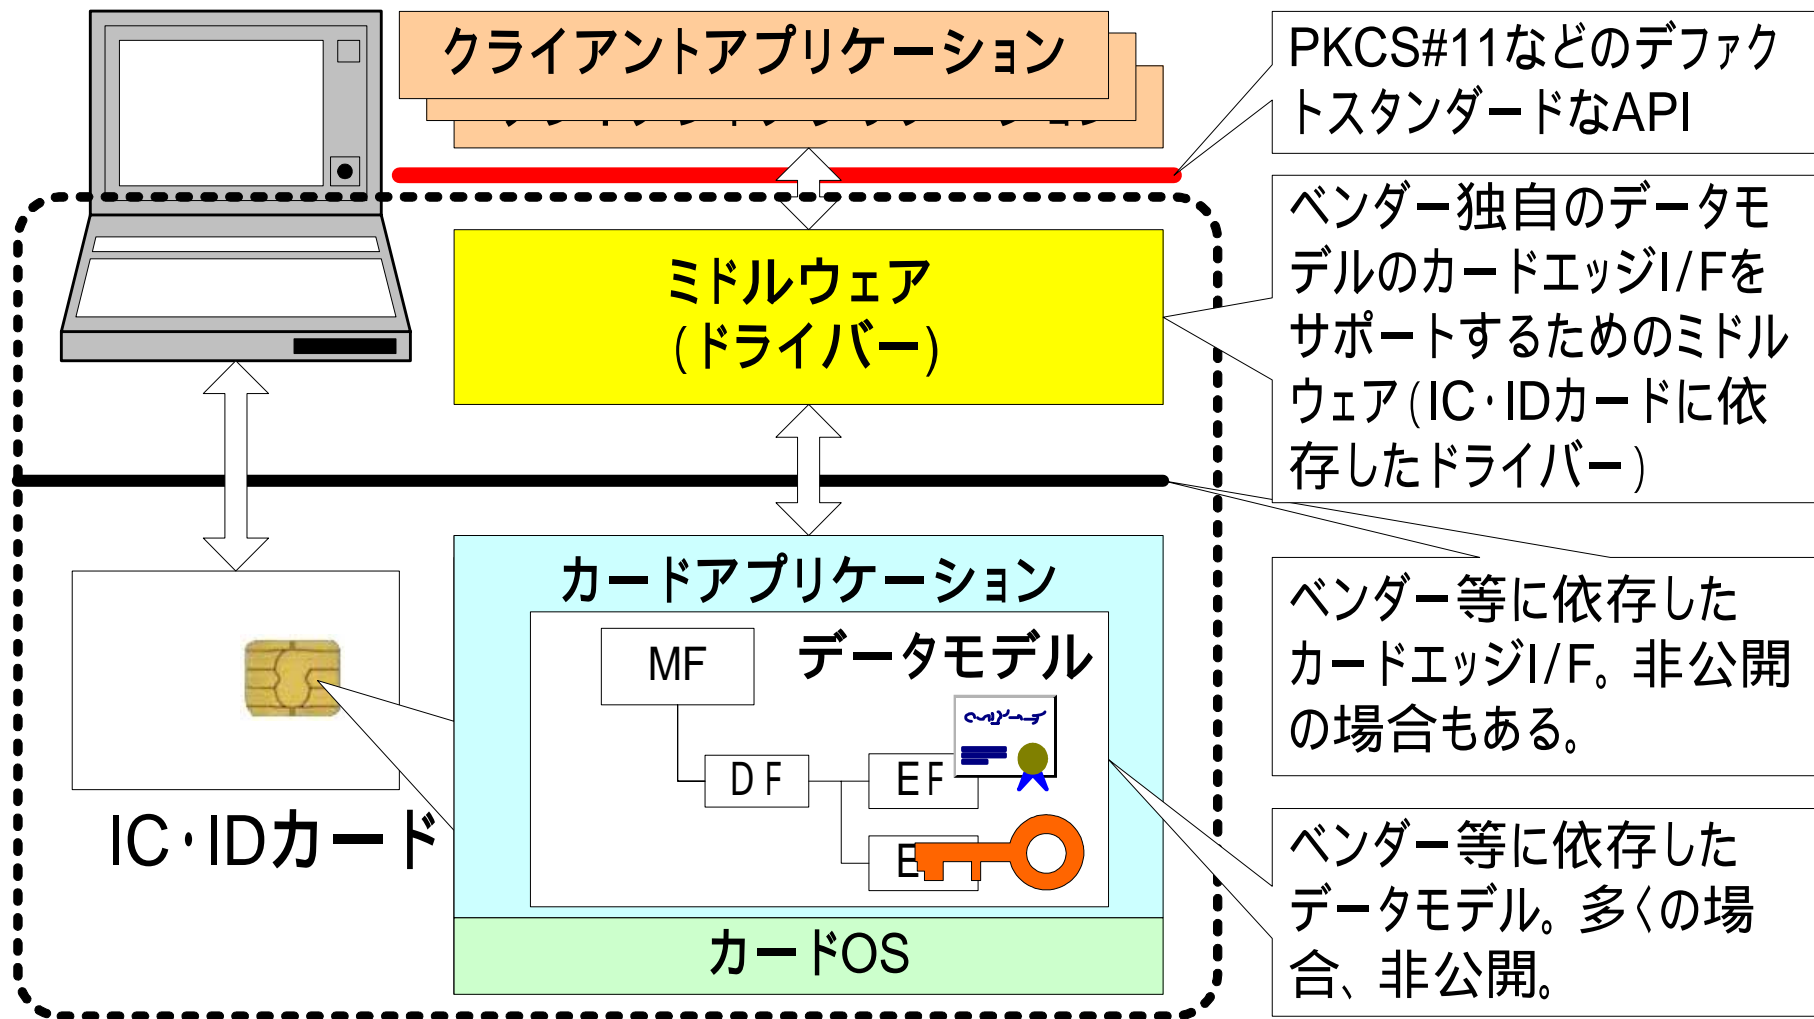 クライアントアプリケーション
PKCS#11などのデファク
トスタンダードなAPI
ベンダー独自のデータモ
デルのカードエッジI/Fを
サポートするためのミドル
ウェア(IC・IDカードに依
存したドライバー)
ミドルウェア
(ドライバー)
ベンダー等に依存した
カードエッジI/F。非公開
の場合もある。
カードアプリケーション
データモデル
MF
DF
EF
E
IC・IDカード
カードOS
ベンダー等に依存した
データモデル。多くの場
合、非公開。